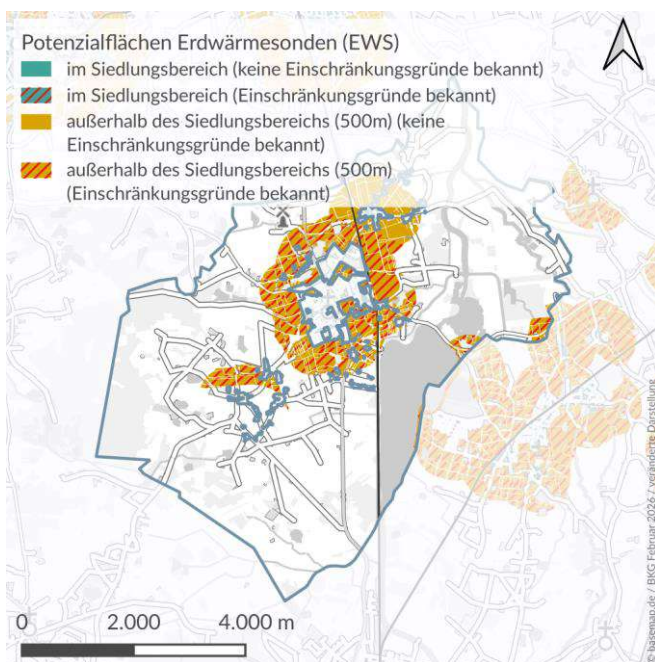 Potenzialflächen Erdwärmesonden (EWS)
im Siedlungsbereich (keine Einschränkungsgründe bekannt)
im Siedlungsbereich (Einschränkungsgründe bekannt)
außerhalb des Siedlungsbereichs (500m) (keine
Einschränkungsgründe bekannt)
außerhalb des Siedlungsbereichs (500m)
(Einschränkungsgründe bekannt)
0 2.000 4.000 m
© basemap.de / BKG Februar 2026 / veränderte Darstellung